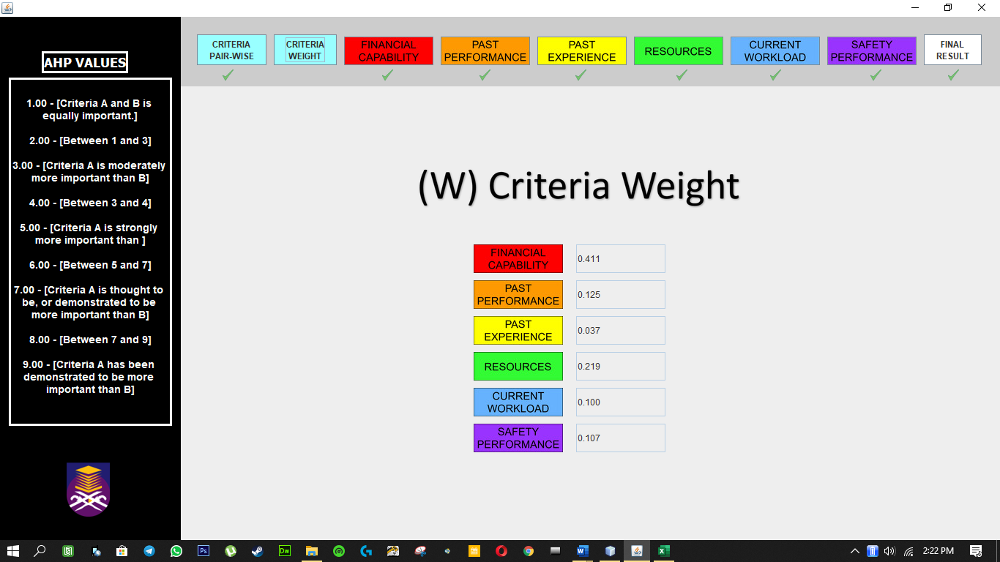 AHP VALUES
1.00 - [Criteria A and B is
equally important.]
2.00 - [Between 1 and 3]
3.00 - [Criteria A is moderately
more important than B]
4.00 - [Between 3 and 4]
5.00 - [Criteria A is strongly
more important than ]
6.00 - [Between 5 and 7]
7.00 - [Criteria A is thought to
be, or demonstrated to be
more important than B]
8.00 - [Between 7 and 9]
9.00 - [Criteria A has been
demonstrated to be more
important than B]
CRITERIA
PAIR-WISE
CRITERIA
WEIGHT
FINANCIAL
CAPABILITY
PAST
PERFORMANCE
PAST
EXPERIENCE
RESOURCES
CURRENT
WORKLOAD
SAFETY
PERFORMANCE
FINAL
RESULT
(W) Criteria Weight
FINANCIAL
CAPABILITY
0.411
PAST
PERFORMANCE
0.125
PAST
EXPERIENCE
0.037
RESOURCES
0.219
CURRENT
WORKLOAD
0.100
SAFETY
PERFORMANCE
0.107
Ps
Dw
2:22 PM